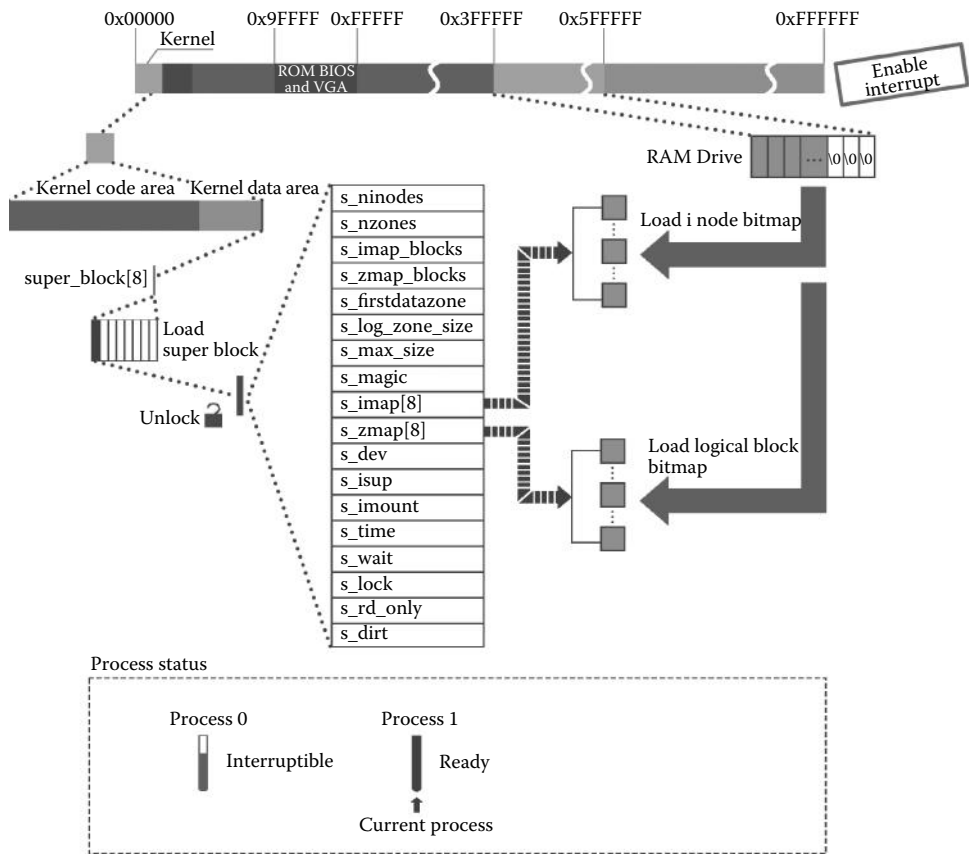 0x00000 0x9FFFF 0xFFFFF 0x3FFFFF 0x5FFFFF 0xFFFFFF
Kernel
ROM BIOS
and VGA
Enable
interrupt
RAM Drive
... \0 \0 \0
Kernel code area Kernel data area
super_block[8]
Load
super block
Unlock
s_ninodes
s_nzones
s_imap_blocks
s_zmap_blocks
s_firstdatazone
s_log_zone_size
s_max_size
s_magic
s_imap[8]
s_zmap[8]
s_dev
s_isup
s_imount
s_time
s_wait
s_lock
s_rd_only
s_dirt
Load i node bitmap
Load logical block
bitmap
Process status
Process 0
Interruptible
Process 1
Ready
Current process